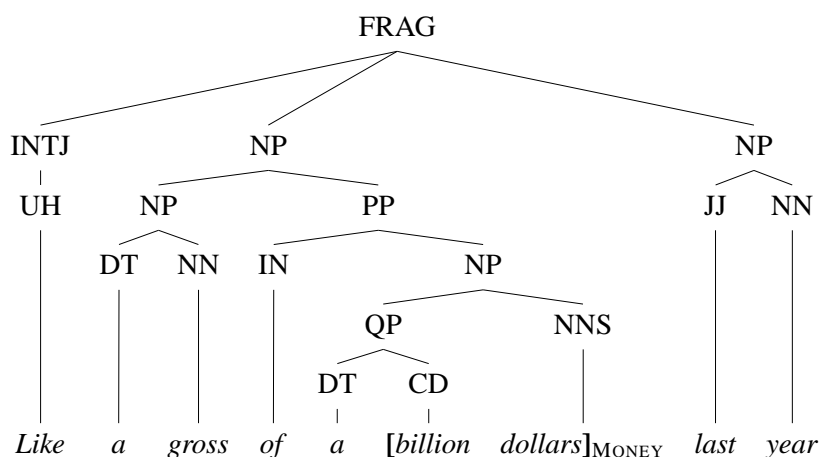 FRAG
INTJ NP NP
UH NP PP JJ NN
DT NN IN NP
QP NNS
DT CD
Like a gross of a [billion dollars]MONEY last year